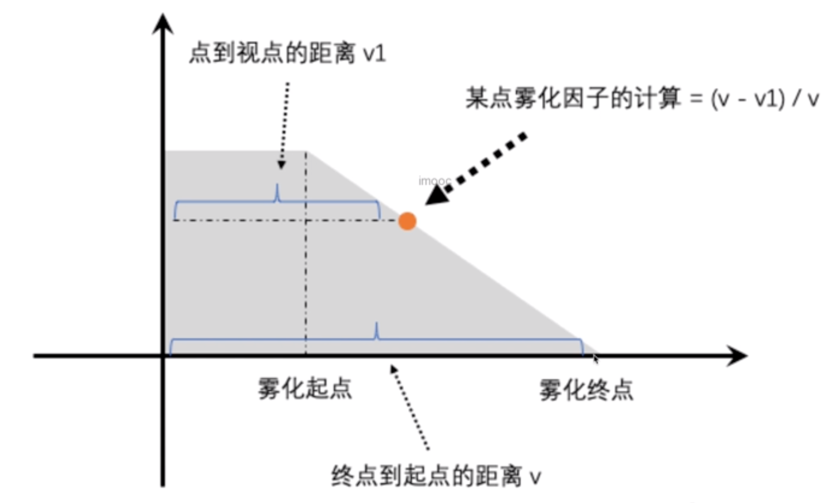 点到视点的距离 v1
某点雾化因子的计算 = (v - v1) / v
imooc
雾化起点
雾化终点
终点到起点的距离 v